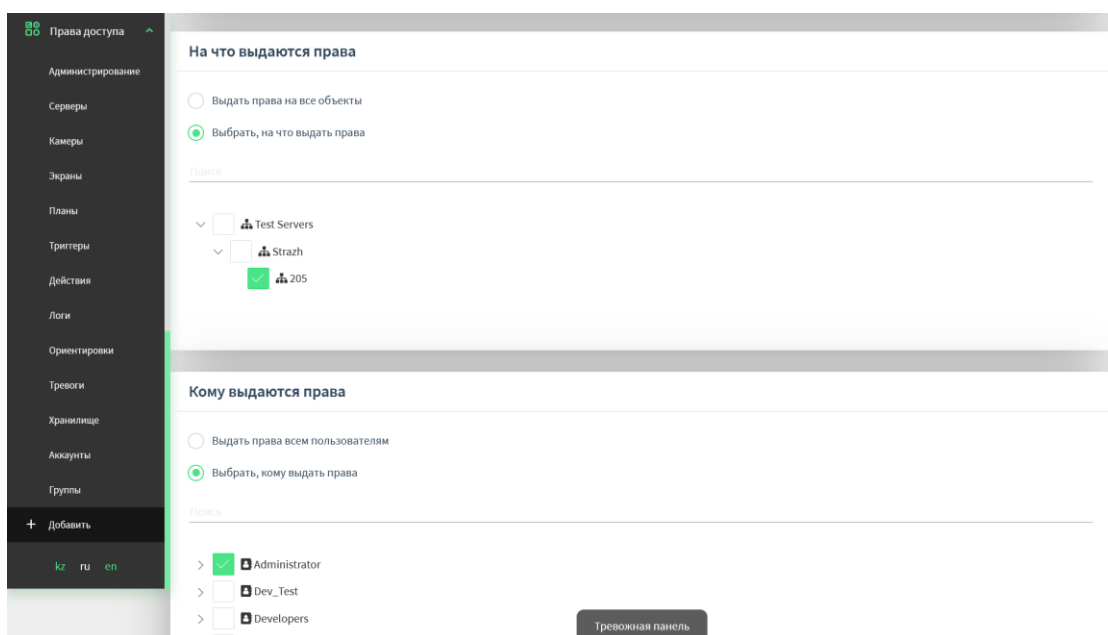 Права доступа
Администрирование
Серверы
Камеры
Экраны
Планы
Триггеры
Действия
Логи
Ориентировки
Тревоги
Хранилище
Аккаунты
Группы
+ Добавить
kz ru en
На что выдаются права
Выдать права на все объекты
Выбрать, на что выдать права
Поиск
Test Servers
Strazh
205
Кому выдаются права
Выдать права всем пользователям
Выбрать, кому выдать права
Поиск
Administrator
Dev_Test
Developers
Тревожная панель